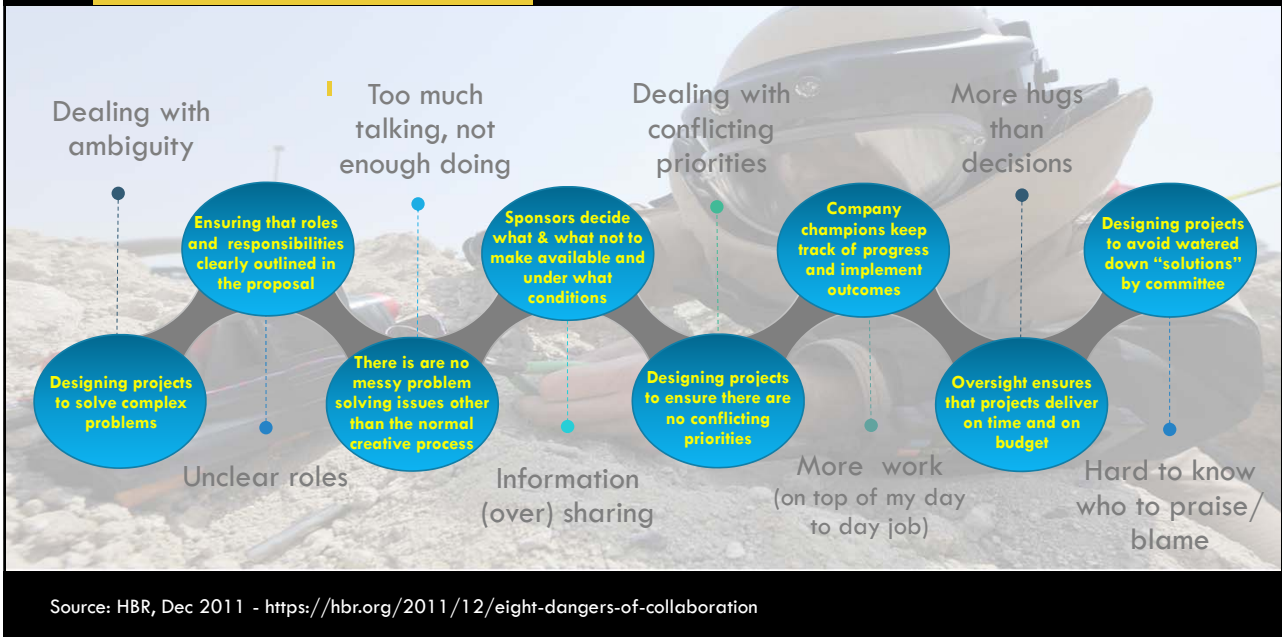 Dealing with
ambiguity
Designing projects
to solve complex
problems
Ensuring that roles
and responsibilities
clearly outlined in
the proposal
Unclear roles
Too much
talking, not
enough doing
There is are no
messy problem
solving issues other
than the normal
creative process
Sponsors decide
what & what not to
make available and
under what
conditions
Information
(over) sharing
Dealing with
conflicting
priorities
Designing projects
to ensure there are
no conflicting
priorities
Company
champions keep
track of progress
and implement
outcomes
More work
(on top of my day
to day job)
More hugs
than
decisions
Oversight ensures
that projects deliver
on time and on
budget
Designing projects
to avoid watered
down “solutions”
by committee
Hard to know
who to praise/
blame
Source: HBR, Dec 2011 - https://hbr.org/2011/12/eight-dangers-of-collaboration